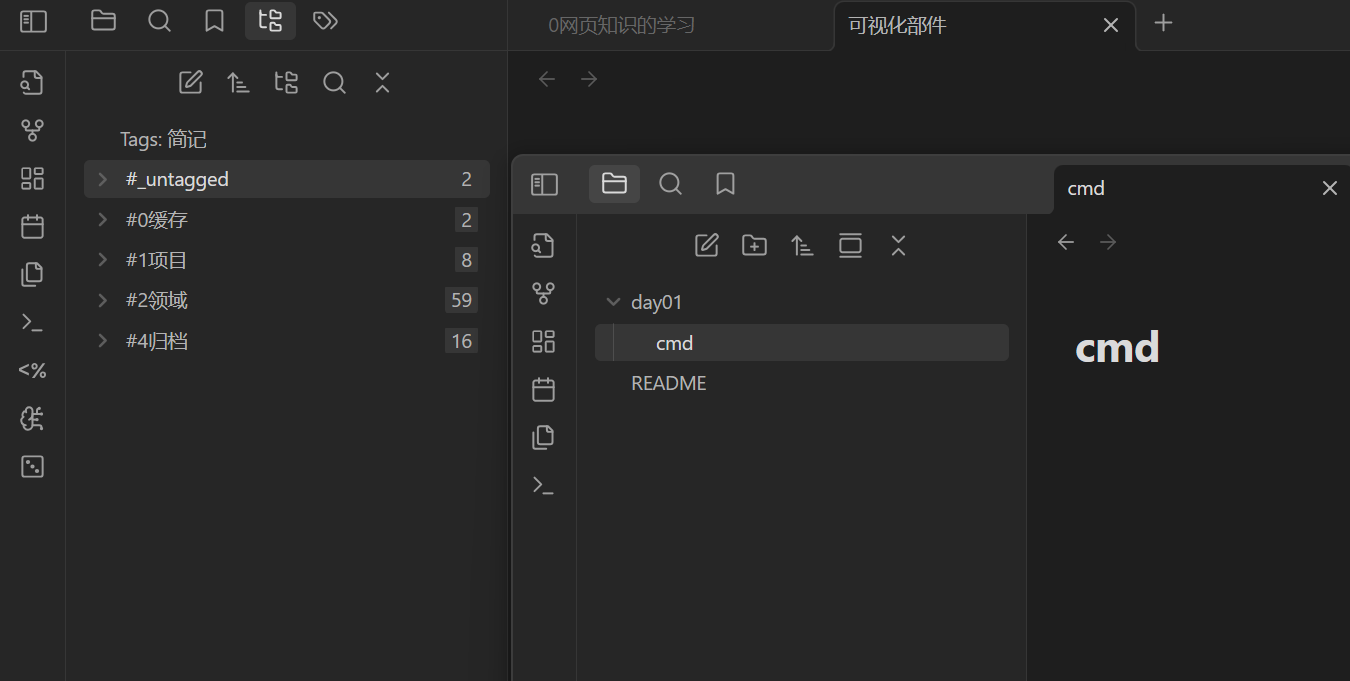 0网页知识的学习
可视化部件
Tags: 简记
#_untagged 2
#0缓存 2
#1项目 8
#2领域 59
#4归档 16
<%
cmd
day01
cmd
README
cmd